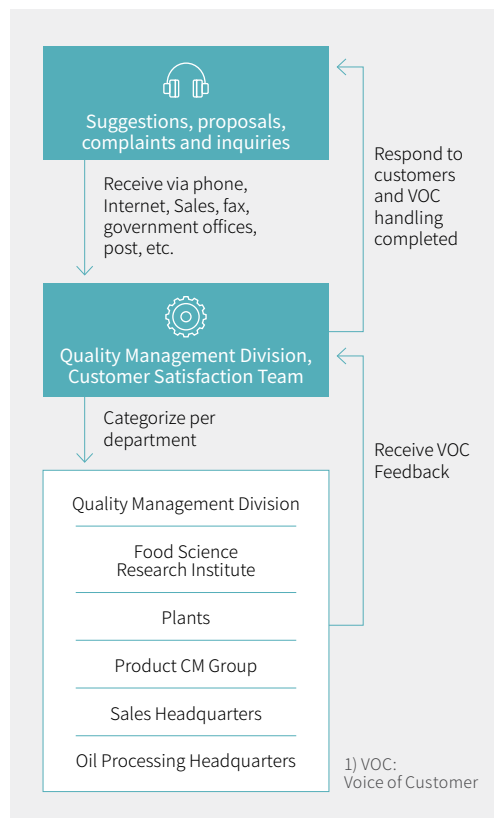 Suggestions, proposals,
complaints and inquiries
Receive via phone,
Internet, Sales, fax,
government offices,
post, etc.
Respond to
customers
and VOC
handling
completed
Quality Management Division,
Customer Satisfaction Team
Categorize per
department
Receive VOC
Feedback
Quality Management Division
Food Science
Research Institute
Plants
Product CM Group
Sales Headquarters
Oil Processing Headquarters
1) VOC:
Voice of Customer